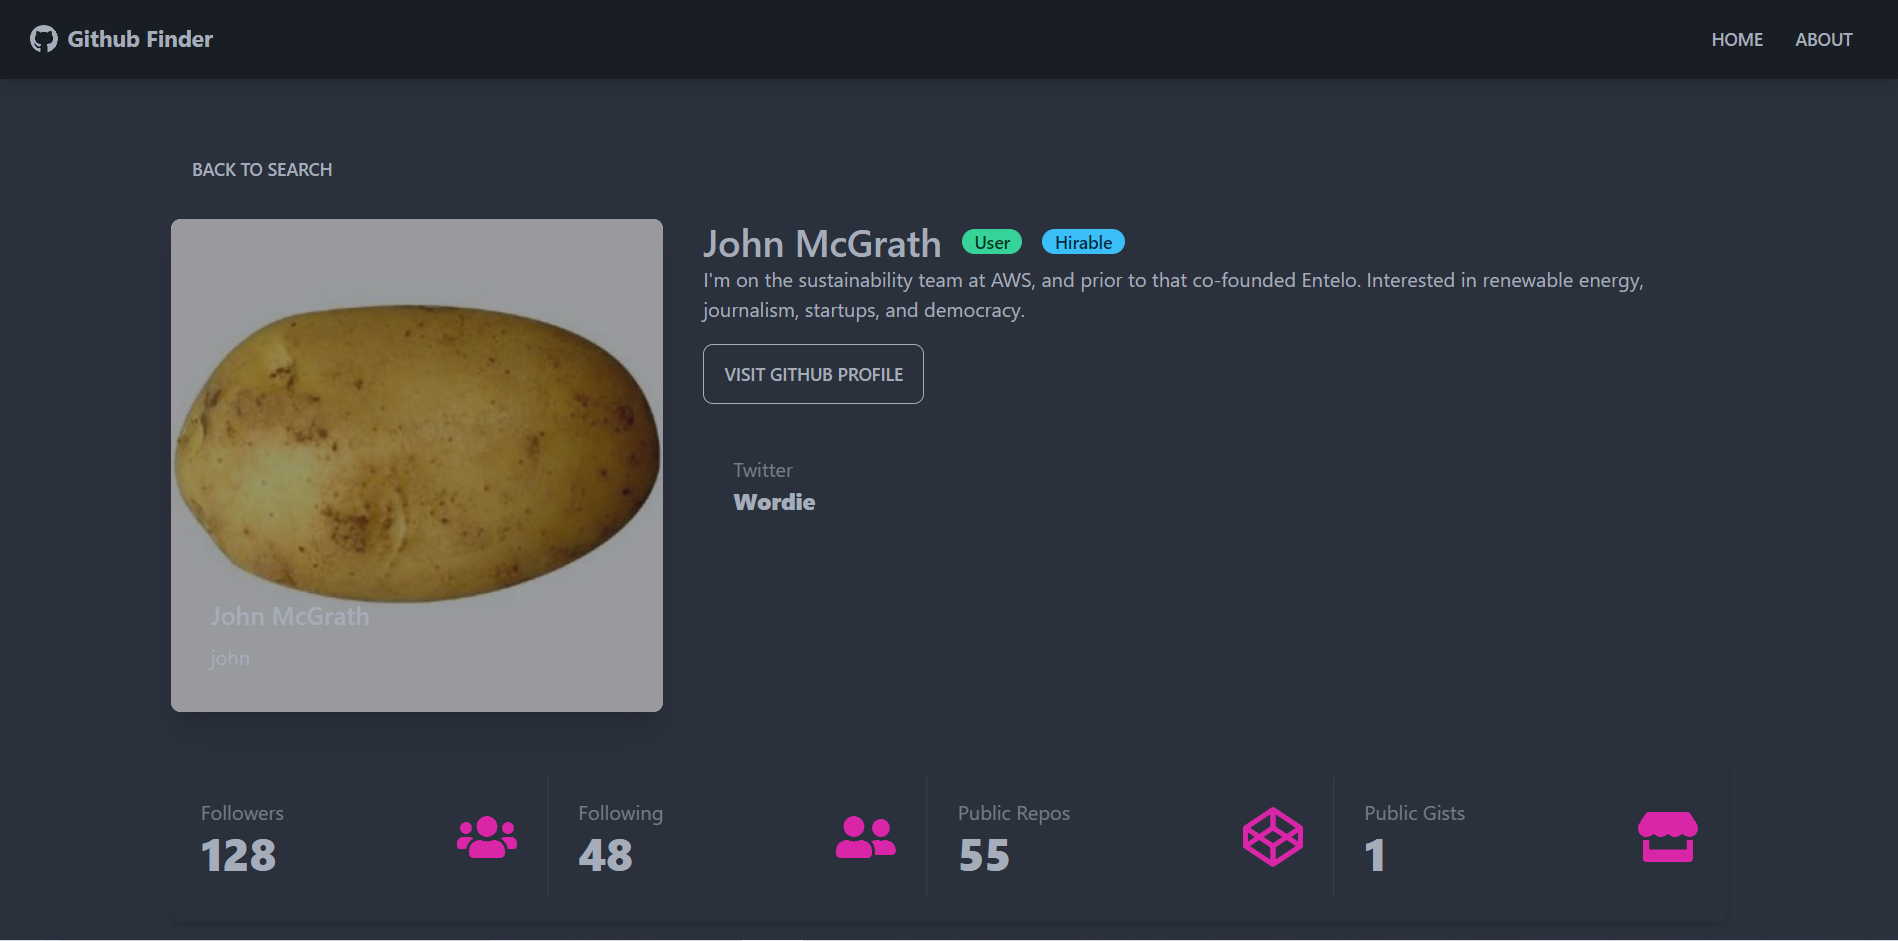 Github Finder
HOME
ABOUT
BACK TO SEARCH
John McGrath
User
Hirable
I'm on the sustainability team at AWS, and prior to that co-founded Entelo. Interested in renewable energy,
journalism, startups, and democracy.
VISIT GITHUB PROFILE
Twitter
Wordie
John McGrath
john
Followers
128
Following
48
Public Repos
55
Public Gists
1